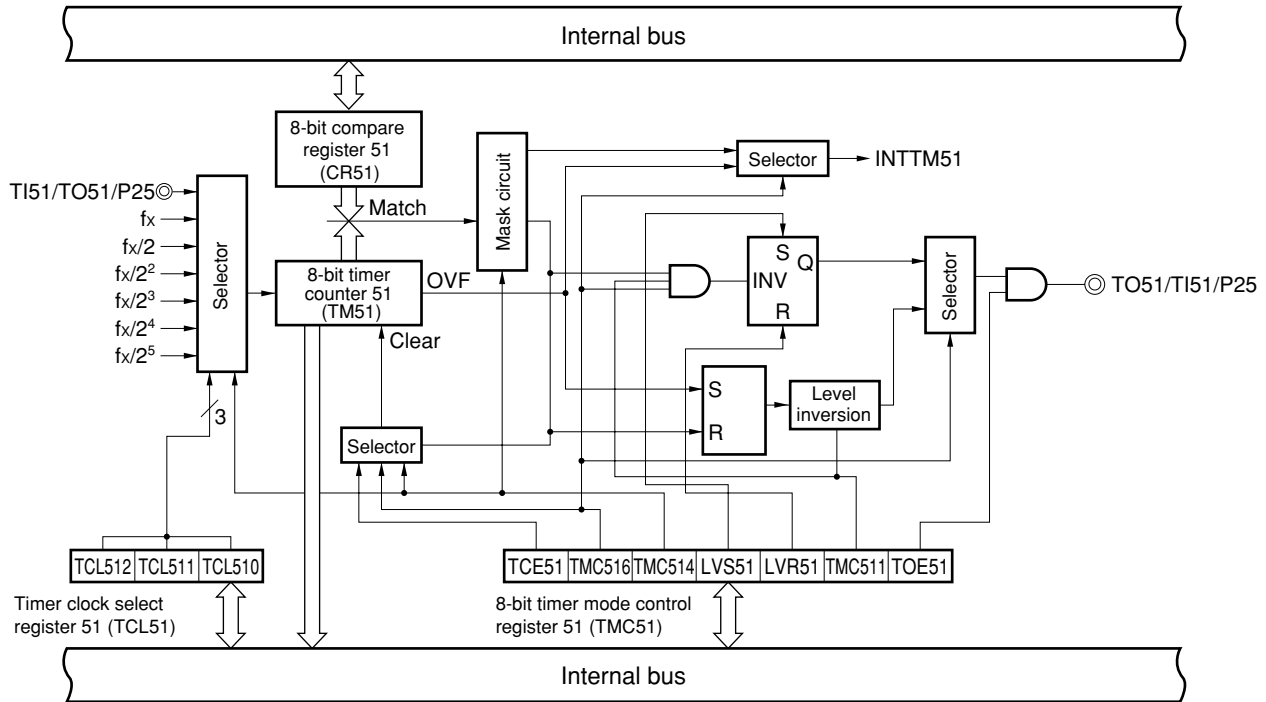 Internal bus
8-bit compare
register 51
(CR51)
Match
Mask circuit
Selector
INTTM51
TI51/TO51/P25
fx
fx/2
fx/2²
fx/2³
fx/2⁴
fx/2⁵
Selector
8-bit timer
counter 51
(TM51)
OVF
Clear
S
Q
INV
R
Selector
TO51/TI51/P25
3
Selector
S
R
Level
inversion
TCL512 TCL511 TCL510
Timer clock select
register 51 (TCL51)
TCE51 TMC516 TMC514 LVS51 LVR51 TMC511 TOE51
8-bit timer mode control
register 51 (TMC51)
Internal bus